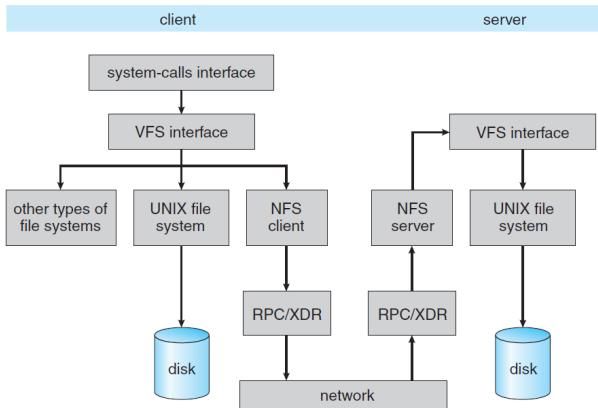 client
server
system-calls interface
VFS interface
VFS interface
other types of
file systems
UNIX file
system
NFS
client
NFS
server
UNIX file
system
RPC/XDR
RPC/XDR
disk
disk
network